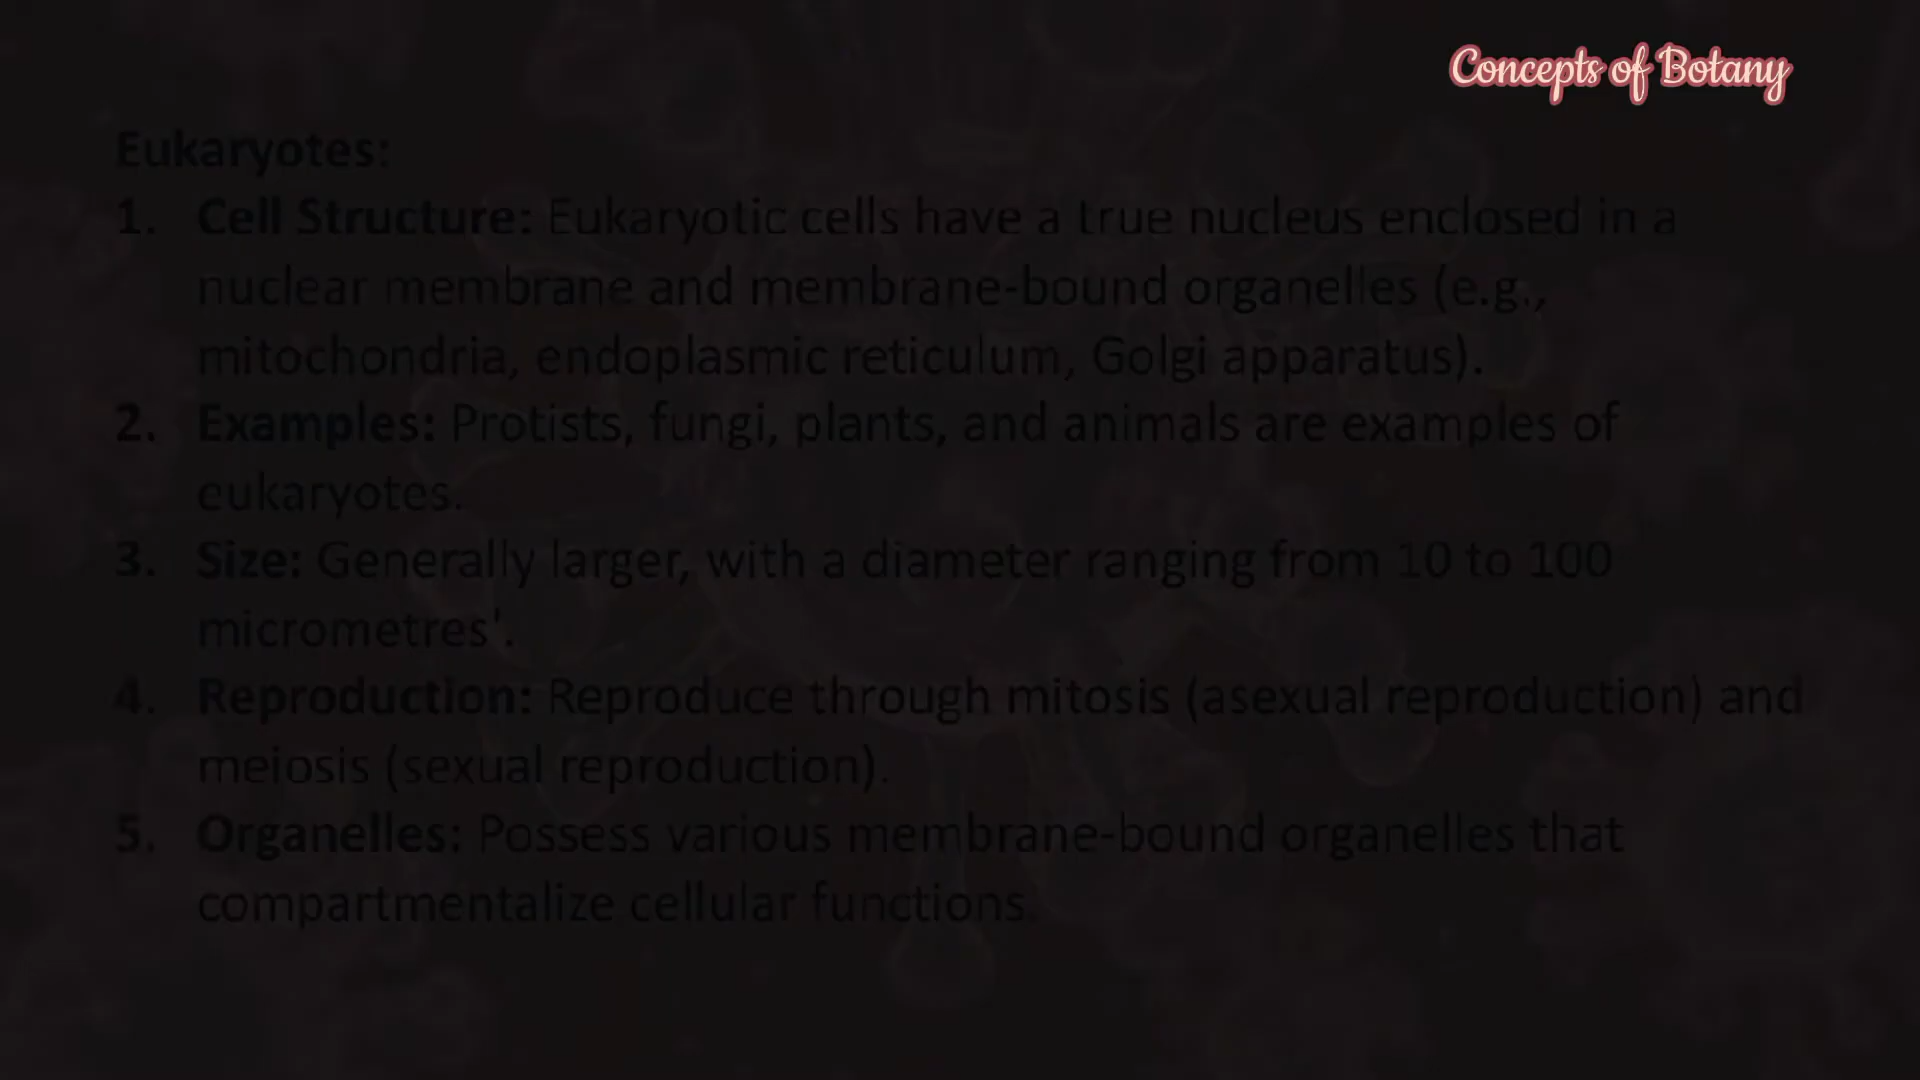 Concepts of Botany
Eukaryotes:
1. Cell Structure: Eukaryotic cells have a true nucleus enclosed in a
nuclear membrane and membrane-bound organelles (e.g.,
mitochondria, endoplasmic reticulum, Golgi apparatus).
2. Examples: Protists, fungi, plants, and animals are examples of
eukaryotes.
3. Size: Generally larger, with a diameter ranging from 10 to 100
micrometres'.
4. Reproduction: Reproduce through mitosis (asexual reproduction) and
meiosis (sexual reproduction).
5. Organelles: Possess various membrane-bound organelles that
compartmentalize cellular functions.